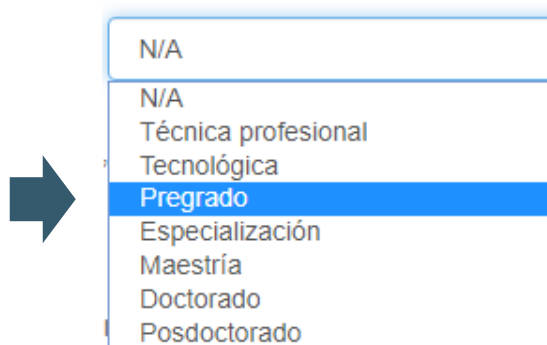 N/A
N/A
Técnica profesional
Tecnológica
Pregrado
Especialización
Maestría
Doctorado
Posdoctorado